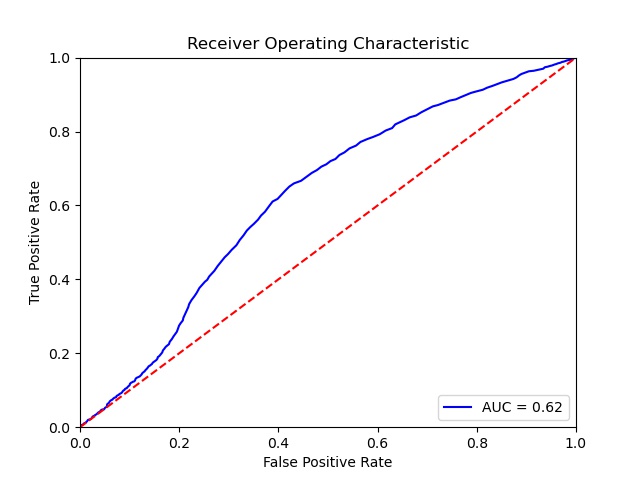 Receiver Operating Characteristic
1.0
0.8
0.6
0.4
0.2
0.0
True Positive Rate
AUC = 0.62
0.0 0.2 0.4 0.6 0.8 1.0
False Positive Rate